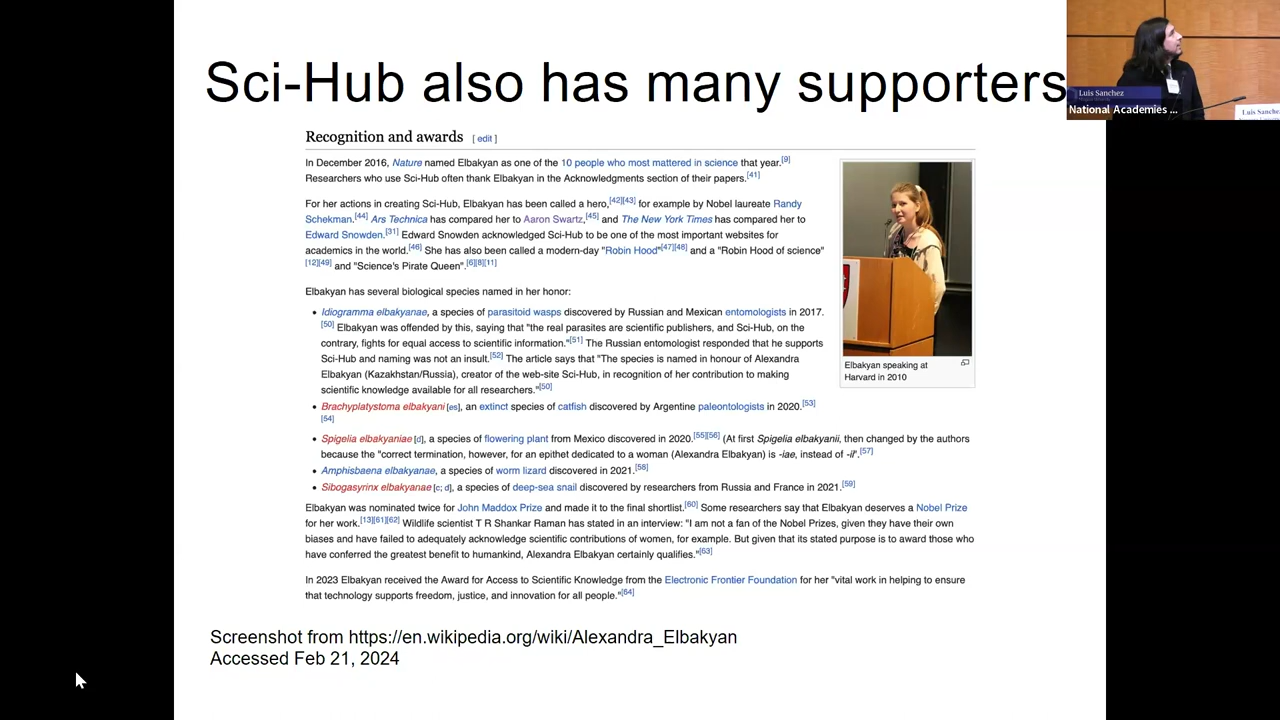 Sci-Hub also has many supporters
Luis Sanchez
National Academies ...
Recognition and awards [ edit ]
In December 2016, Nature named Elbakyan as one of the 10 people who most mattered in science that year.[9]
Researchers who use Sci-Hub often thank Elbakyan in the Acknowledgments section of their papers.[41]
For her actions in creating Sci-Hub, Elbakyan has been called a hero,[42][43] for example by Nobel laureate Randy
Schekman.[44] Ars Technica has compared her to Aaron Swartz,[45] and The New York Times has compared her to
Edward Snowden.[31] Edward Snowden acknowledged Sci-Hub to be one of the most important websites for
academics in the world.[46] She has also been called a modern-day "Robin Hood"[47][48] and a "Robin Hood of science"
[12][49] and "Science's Pirate Queen".[6][8][11]
Elbakyan has several biological species named in her honor:
• Idiogramma elbakyanae, a species of parasitoid wasps discovered by Russian and Mexican entomologists in 2017.
[50] Elbakyan was offended by this, saying that "the real parasites are scientific publishers, and Sci-Hub, on the
contrary, fights for equal access to scientific information."[51] The Russian entomologist responded that he supports
Sci-Hub and naming was not an insult.[52] The article says that "The species is named in honour of Alexandra
Elbakyan (Kazakhstan/Russia), creator of the web-site Sci-Hub, in recognition of her contribution to making
scientific knowledge available for all researchers."[50]
• Brachyplatystoma elbakyani [es], an extinct species of catfish discovered by Argentine paleontologists in 2020.[53]
[54]
• Spigelia elbakyaniae [d], a species of flowering plant from Mexico discovered in 2020.[55][56] (At first Spigelia elbakyanii, then changed by the authors
because the "correct termination, however, for an epithet dedicated to a woman (Alexandra Elbakyan) is -iae, instead of -ii".[57]
• Amphisbaena elbakyanae, a species of worm lizard discovered in 2021.[58]
• Sibogasyrinx elbakyanae [c; d], a species of deep-sea snail discovered by researchers from Russia and France in 2021.[59]
Elbakyan speaking at
Harvard in 2010
Elbakyan was nominated twice for John Maddox Prize and made it to the final shortlist.[60] Some researchers say that Elbakyan deserves a Nobel Prize
for her work.[13][61][62] Wildlife scientist T R Shankar Raman has stated in an interview: "I am not a fan of the Nobel Prizes, given they have their own
biases and have failed to adequately acknowledge scientific contributions of women, for example. But given that its stated purpose is to award those who
have conferred the greatest benefit to humankind, Alexandra Elbakyan certainly qualifies."[63]
In 2023 Elbakyan received the Award for Access to Scientific Knowledge from the Electronic Frontier Foundation for her "vital work in helping to ensure
that technology supports freedom, justice, and innovation for all people."[64]
Screenshot from https://en.wikipedia.org/wiki/Alexandra_Elbakyan
Accessed Feb 21, 2024